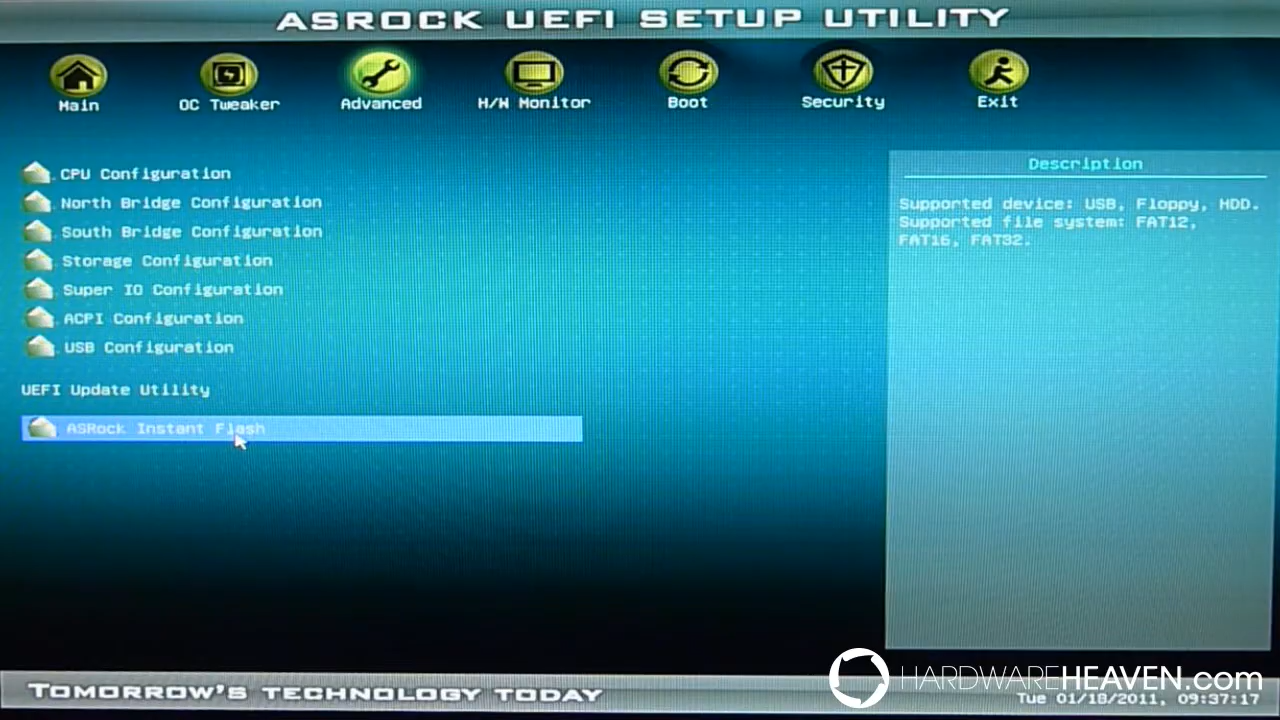 ASROCK UEFI SETUP UTILITY
Main
OC Tweaker
Advanced
H/W Monitor
Boot
Security
Exit
CPU Configuration
North Bridge Configuration
South Bridge Configuration
Storage Configuration
Super IO Configuration
ACPI Configuration
USB Configuration
UEFI Update Utility
ASRock Instant Flash
Description
Supported device: USB, Floppy, HDD.
Supported file system: FAT12,
FAT16, FAT32.
TOMORROW'S TECHNOLOGY TODAY
HARDWAREHEAVEN.com
Tue 01/18/2011, 09:37:17